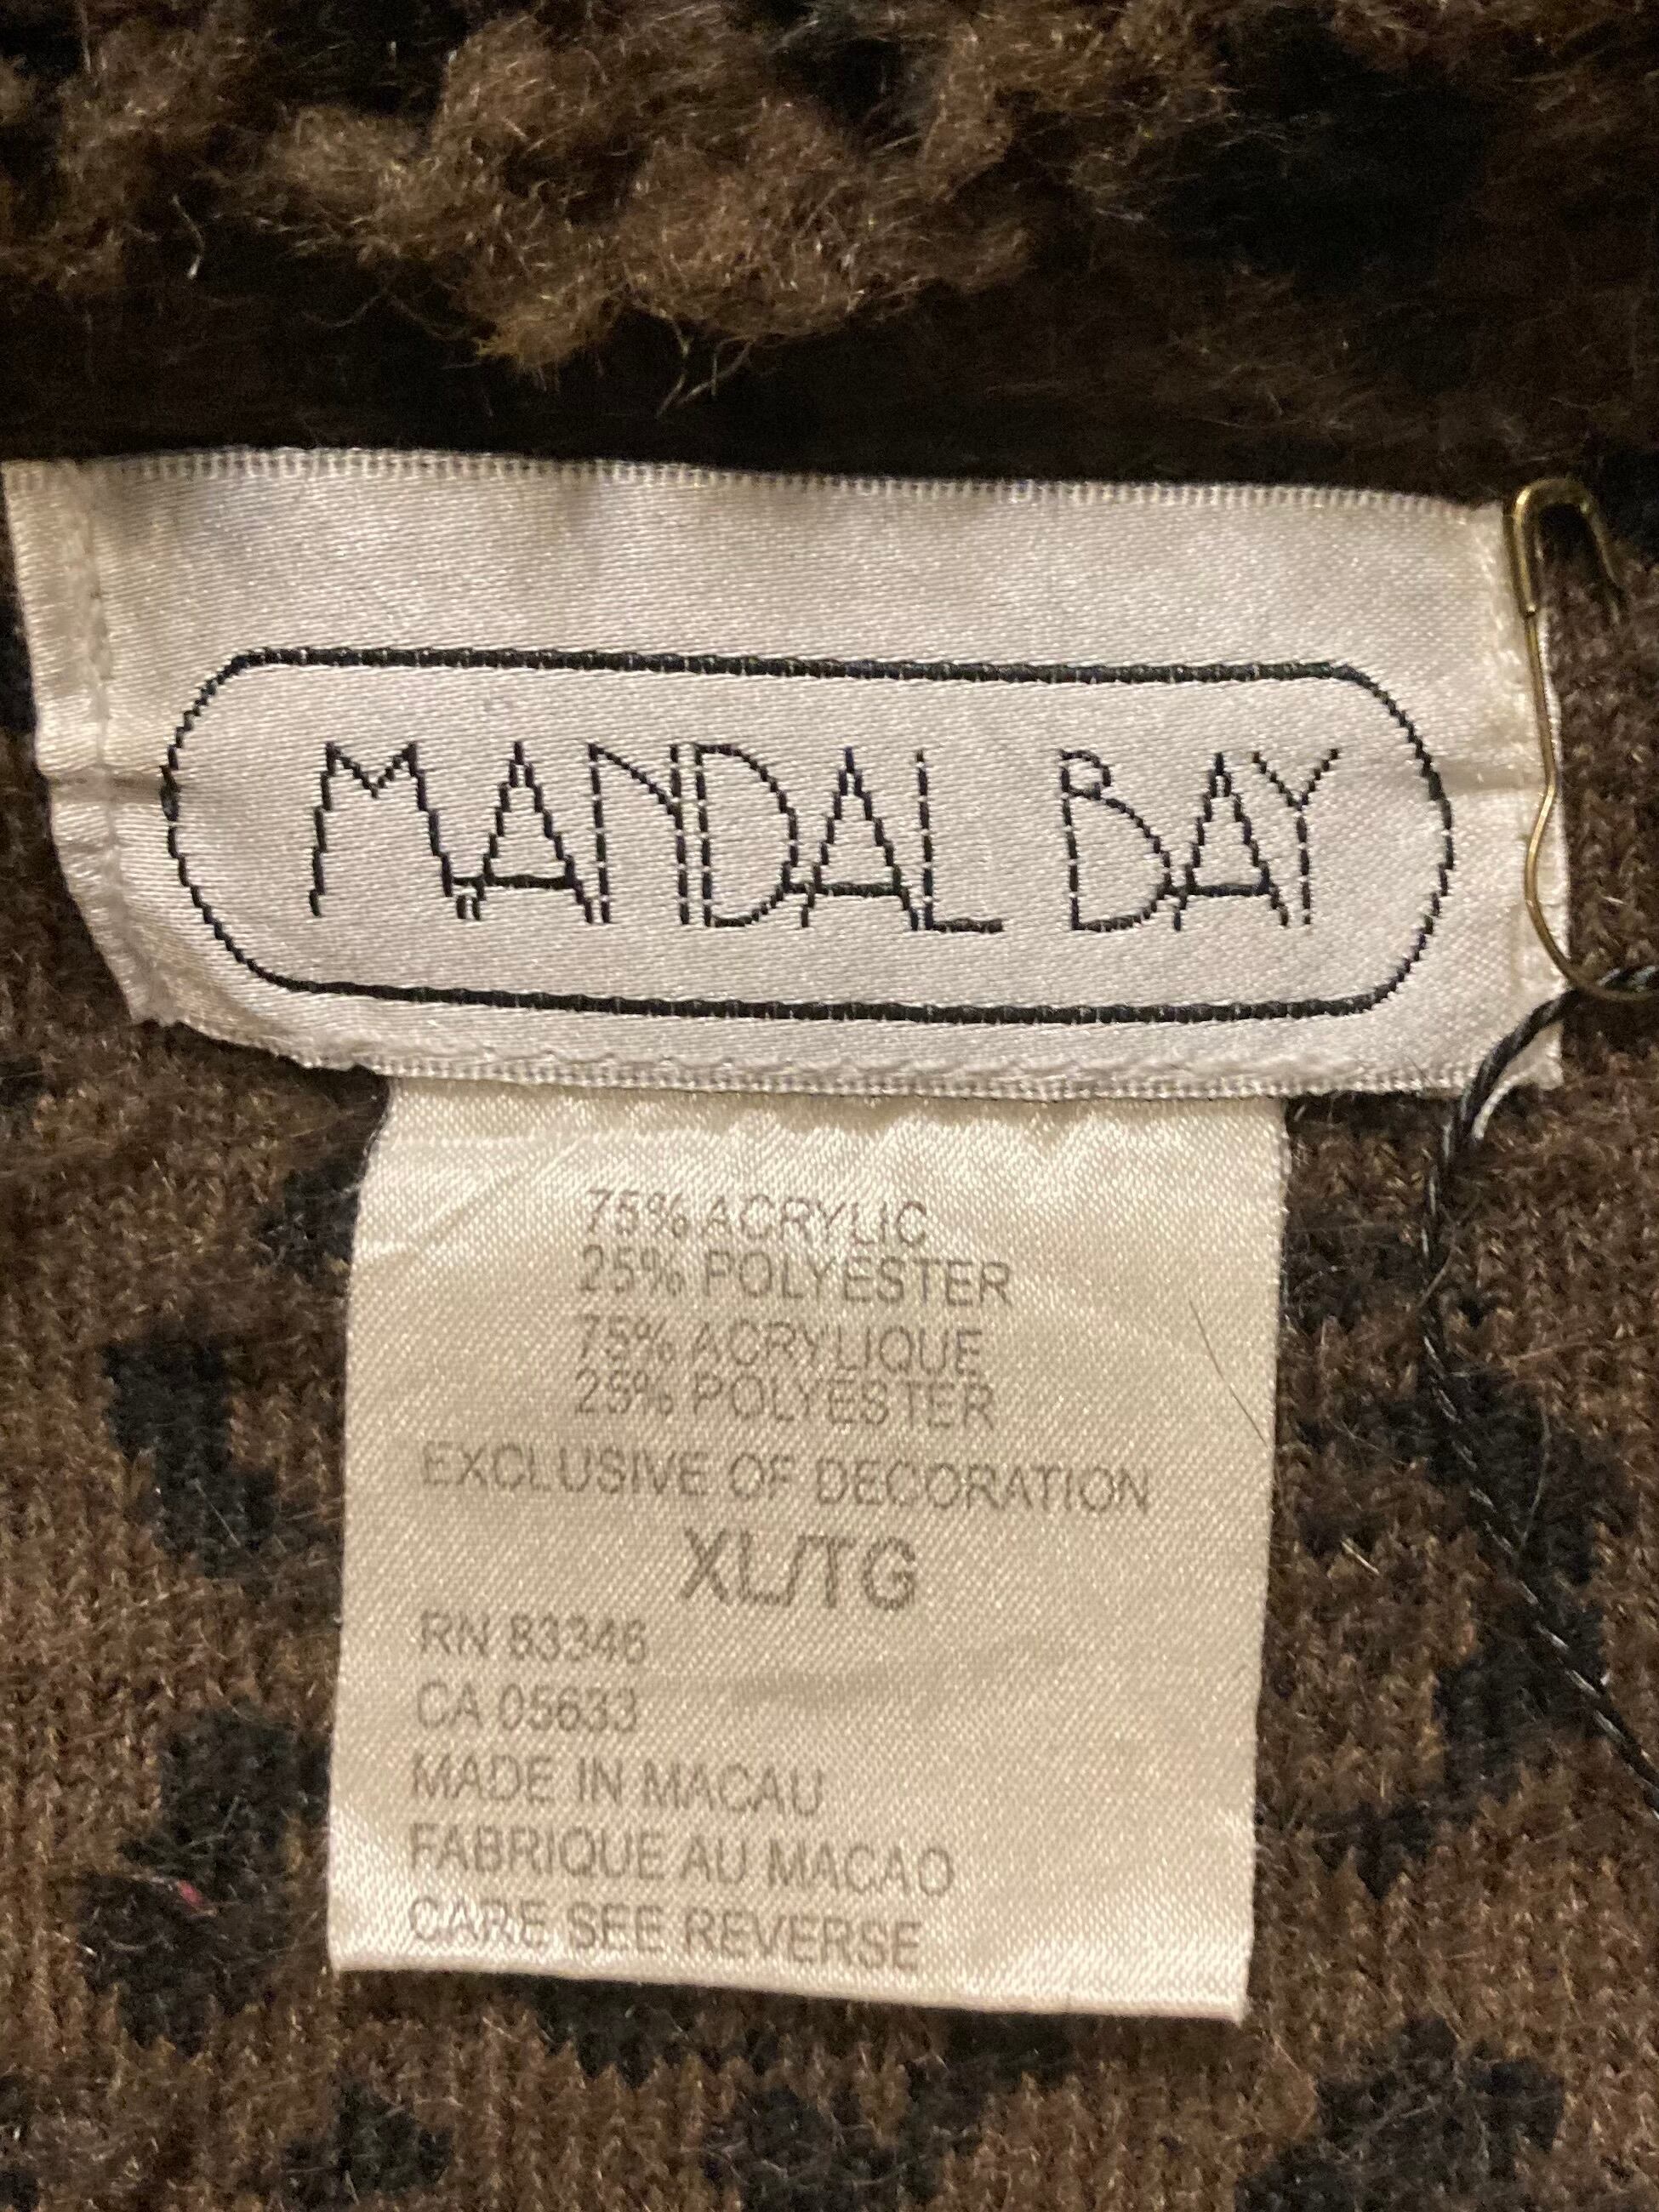 MANDAL BAY
75% ACRYLIC
25% POLYESTER
75% ACRYLIQUE
25% POLYESTER
EXCLUSIVE OF DECORATION
XL/TG
RN 83346
CA 05633
MADE IN MACAU
FABRIQUE AU MACAO
CARE SEE REVERSE